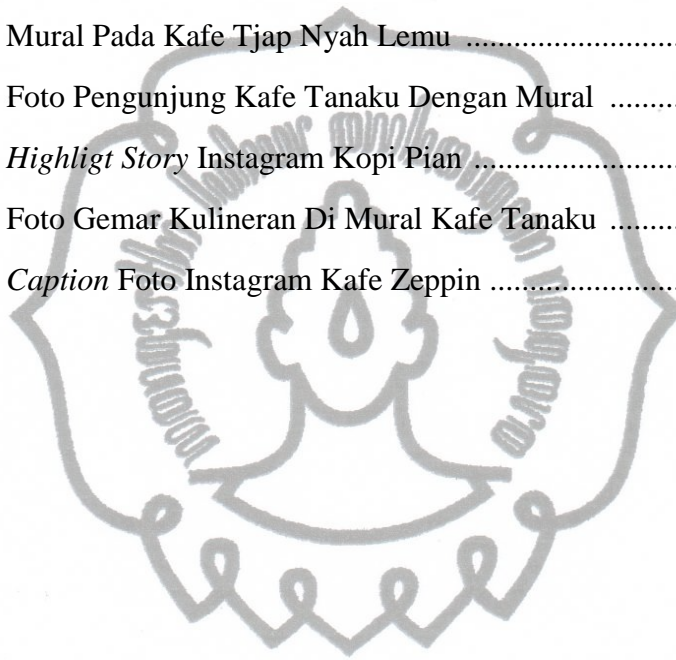 Mural Pada Kafe Tjap Nyah Lemu ............................
Foto Pengunjung Kafe Tanaku Dengan Mural .........
Highligt Story Instagram Kopi Pian ...........................
Foto Gemar Kulineran Di Mural Kafe Tanaku .........
Caption Foto Instagram Kafe Zeppin .........................